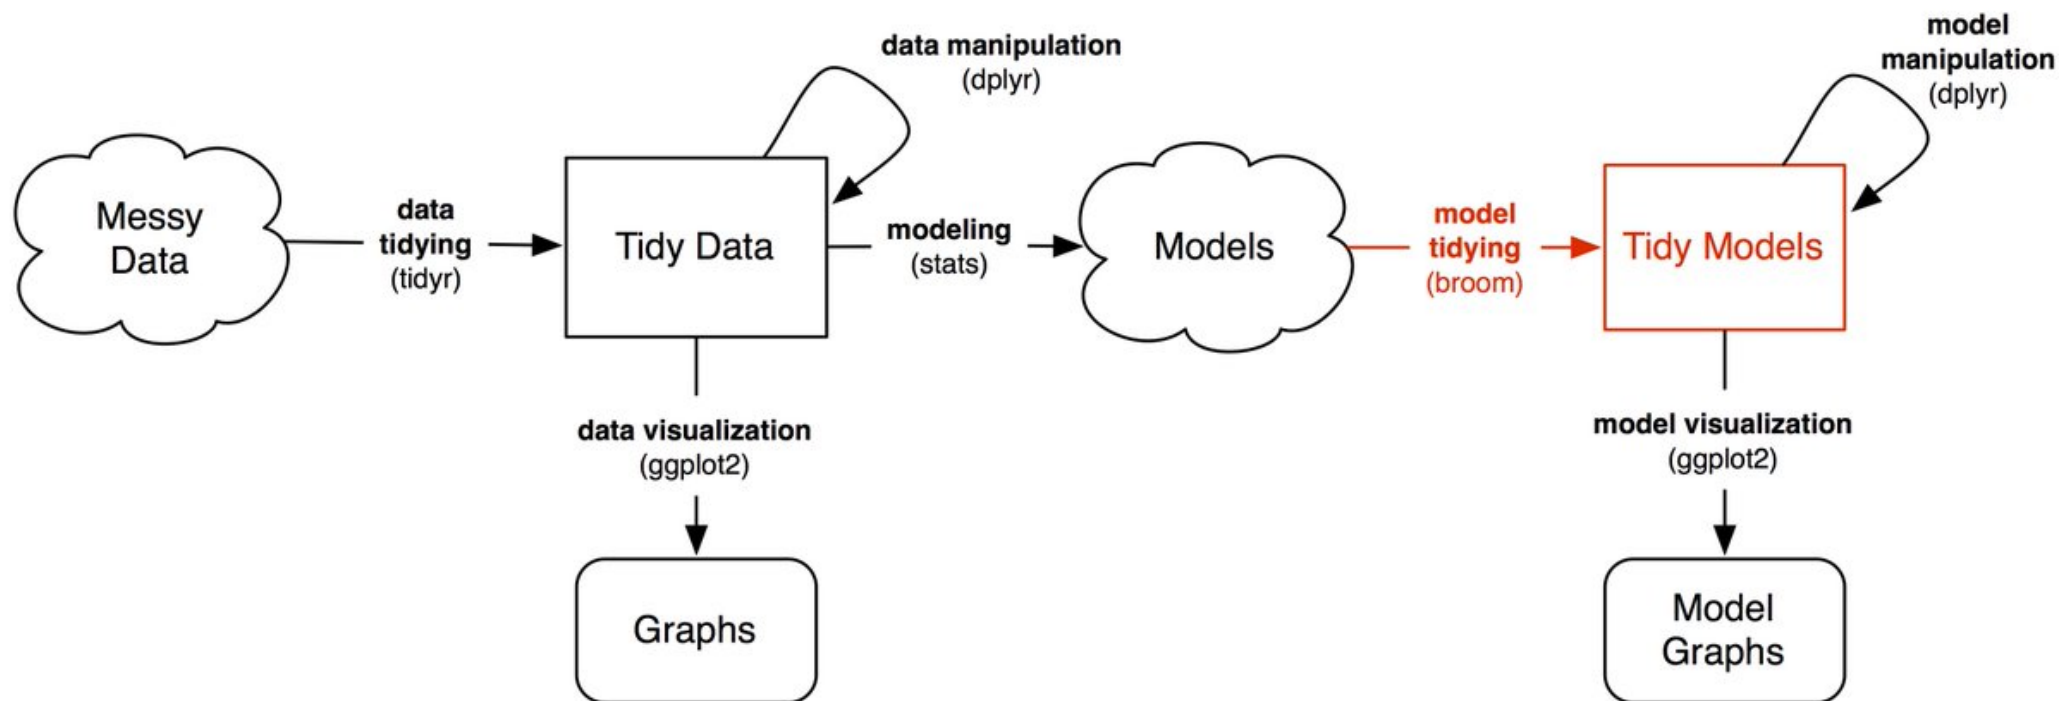 data manipulation
(dplyr)
model
manipulation
(dplyr)
Messy
Data
data
tidying
(tidyr)
Tidy Data
modeling
(stats)
Models
model
tidying
(broom)
Tidy Models
data visualization
(ggplot2)
model visualization
(ggplot2)
Graphs
Model
Graphs